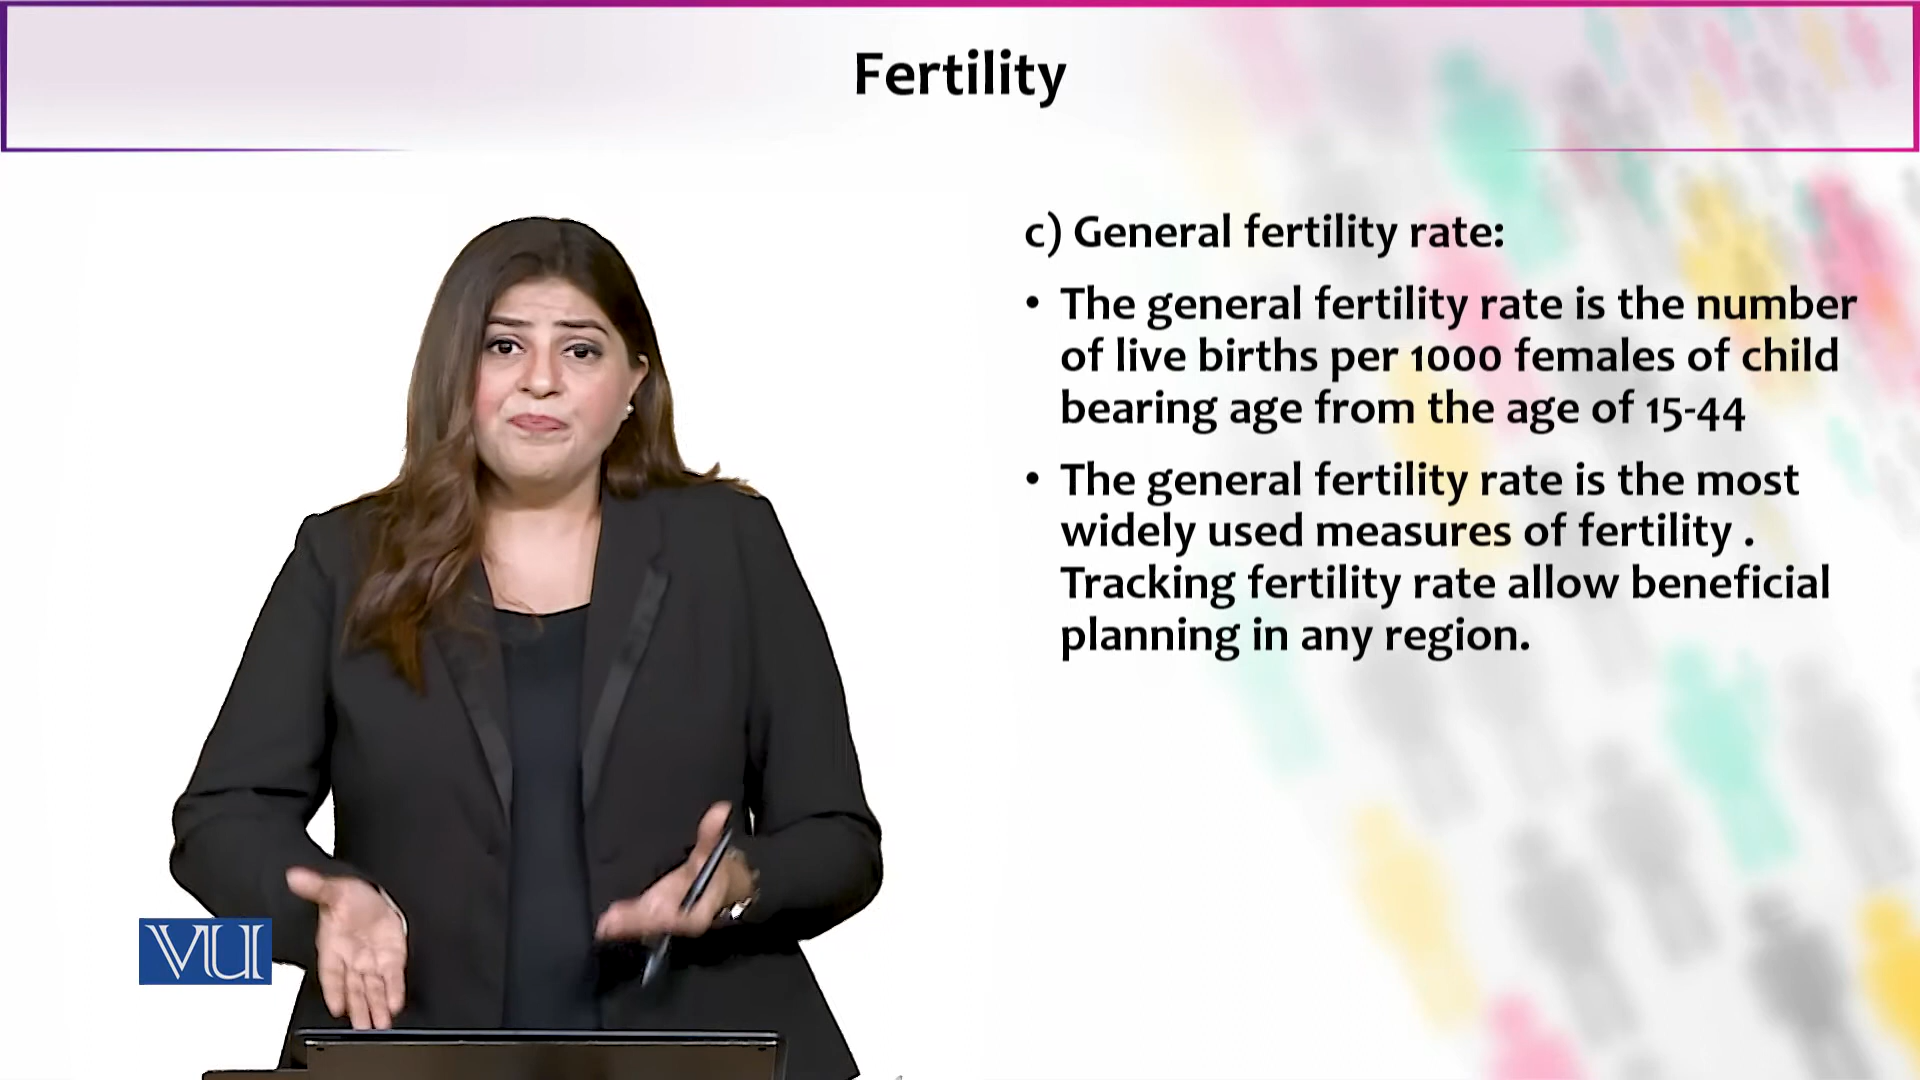 Fertility
c) General fertility rate:
• The general fertility rate is the number
of live births per 1000 females of child
bearing age from the age of 15-44
• The general fertility rate is the most
widely used measures of fertility .
Tracking fertility rate allow beneficial
planning in any region.
VU